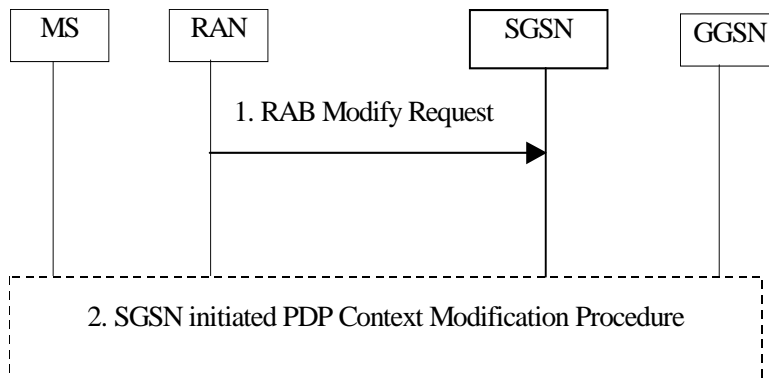 MS RAN SGSN GGSN
1. RAB Modify Request
2. SGSN initiated PDP Context Modification Procedure